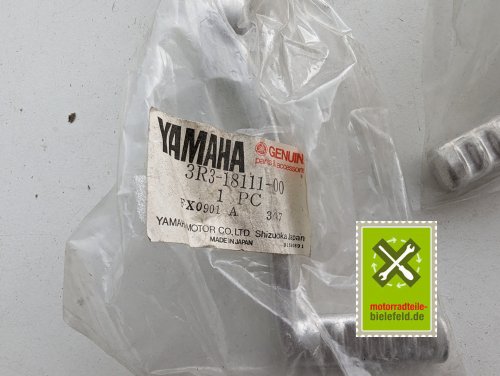 YAMAHA
GENUIN
parts & accessories
3R3-18111-00
1 PC
FX0901 A 347
YAMAHA MOTOR CO., LTD. Shizuoka Japan
MADE IN JAPAN
motorradteile-
bielefeld.de